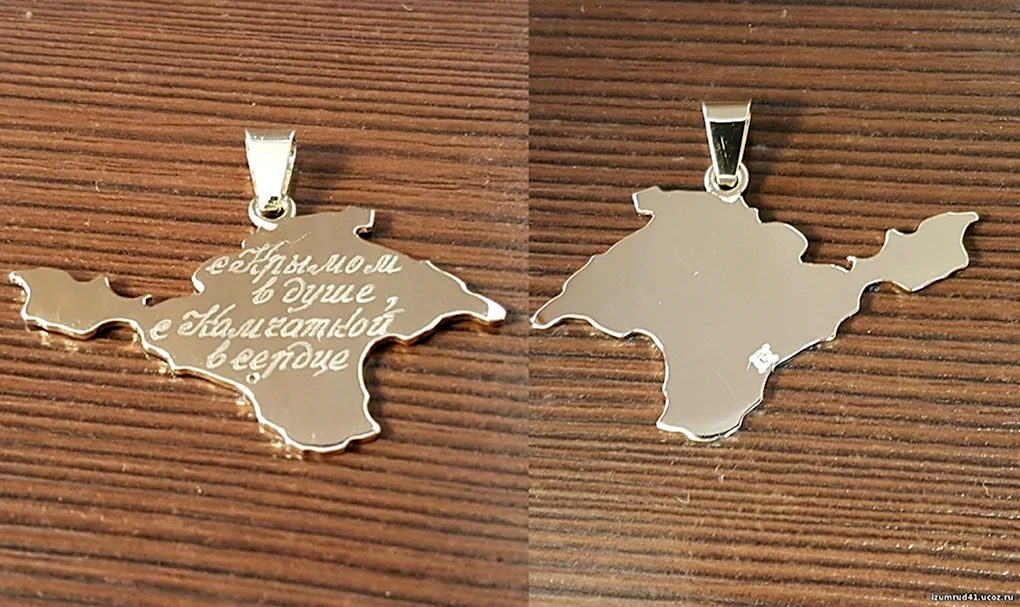 с Крымом
в душе,
с Камчаткой
в сердце
izumrud41.ucoz.ru